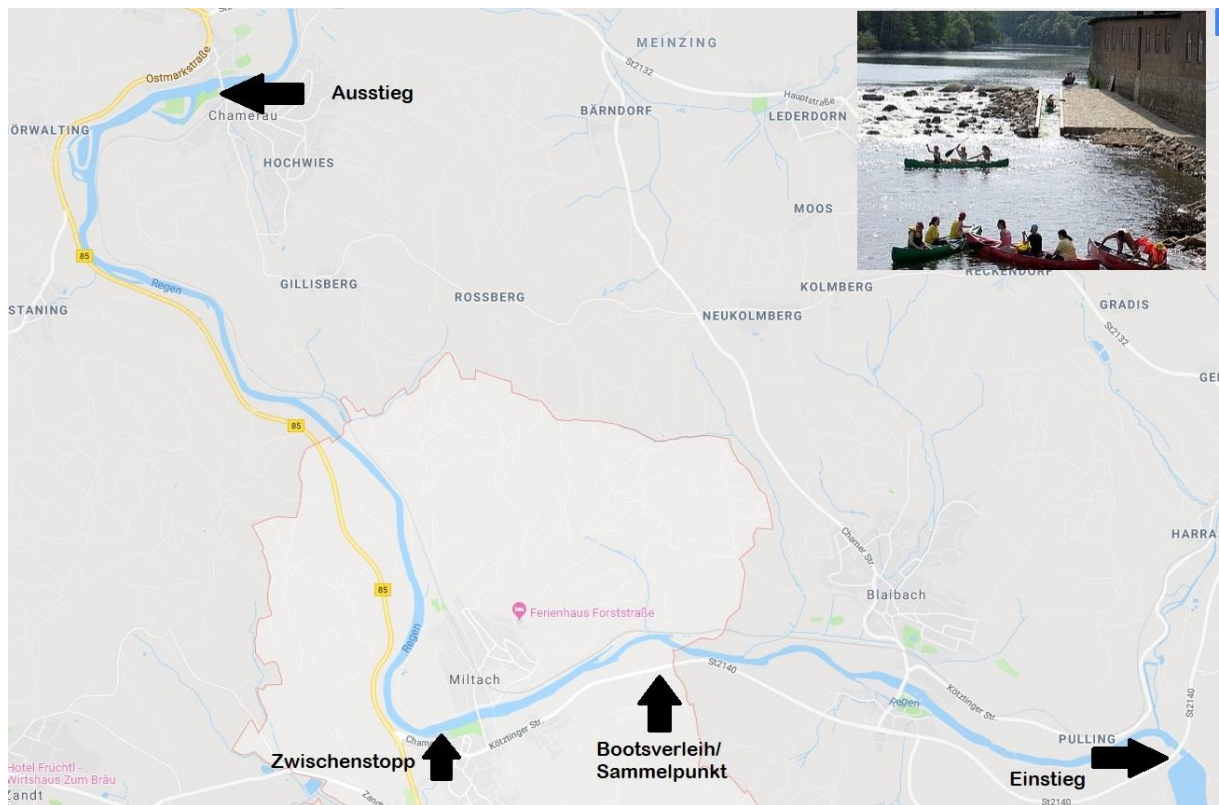 Ostmarkstraße
MEINZING
St2132
Ausstieg
Chamerau
Hauptstraße
BÄRNDORF
LEDERDORN
ÖRWALTING
HOCHWIES
MOOS
85
Regen
GILLISBERG
ROSSBERG
KOLMBERG
RECKENDORF
GRADIS
STANING
NEUKOLMBERG
St2132
85
Chamer Str.
HARRA
85
Ferienhaus Forststraße
Blaibach
Regen
Miltach
St2140
St2140
Kötztinger Str.
Regen
Kötztinger Str.
Zwischenstopp
Bootsverleih/
Sammelpunkt
PULLING
Einstieg
Hotel Früchtl -
Wirtshaus Zum Bräu
Zandt
St2140